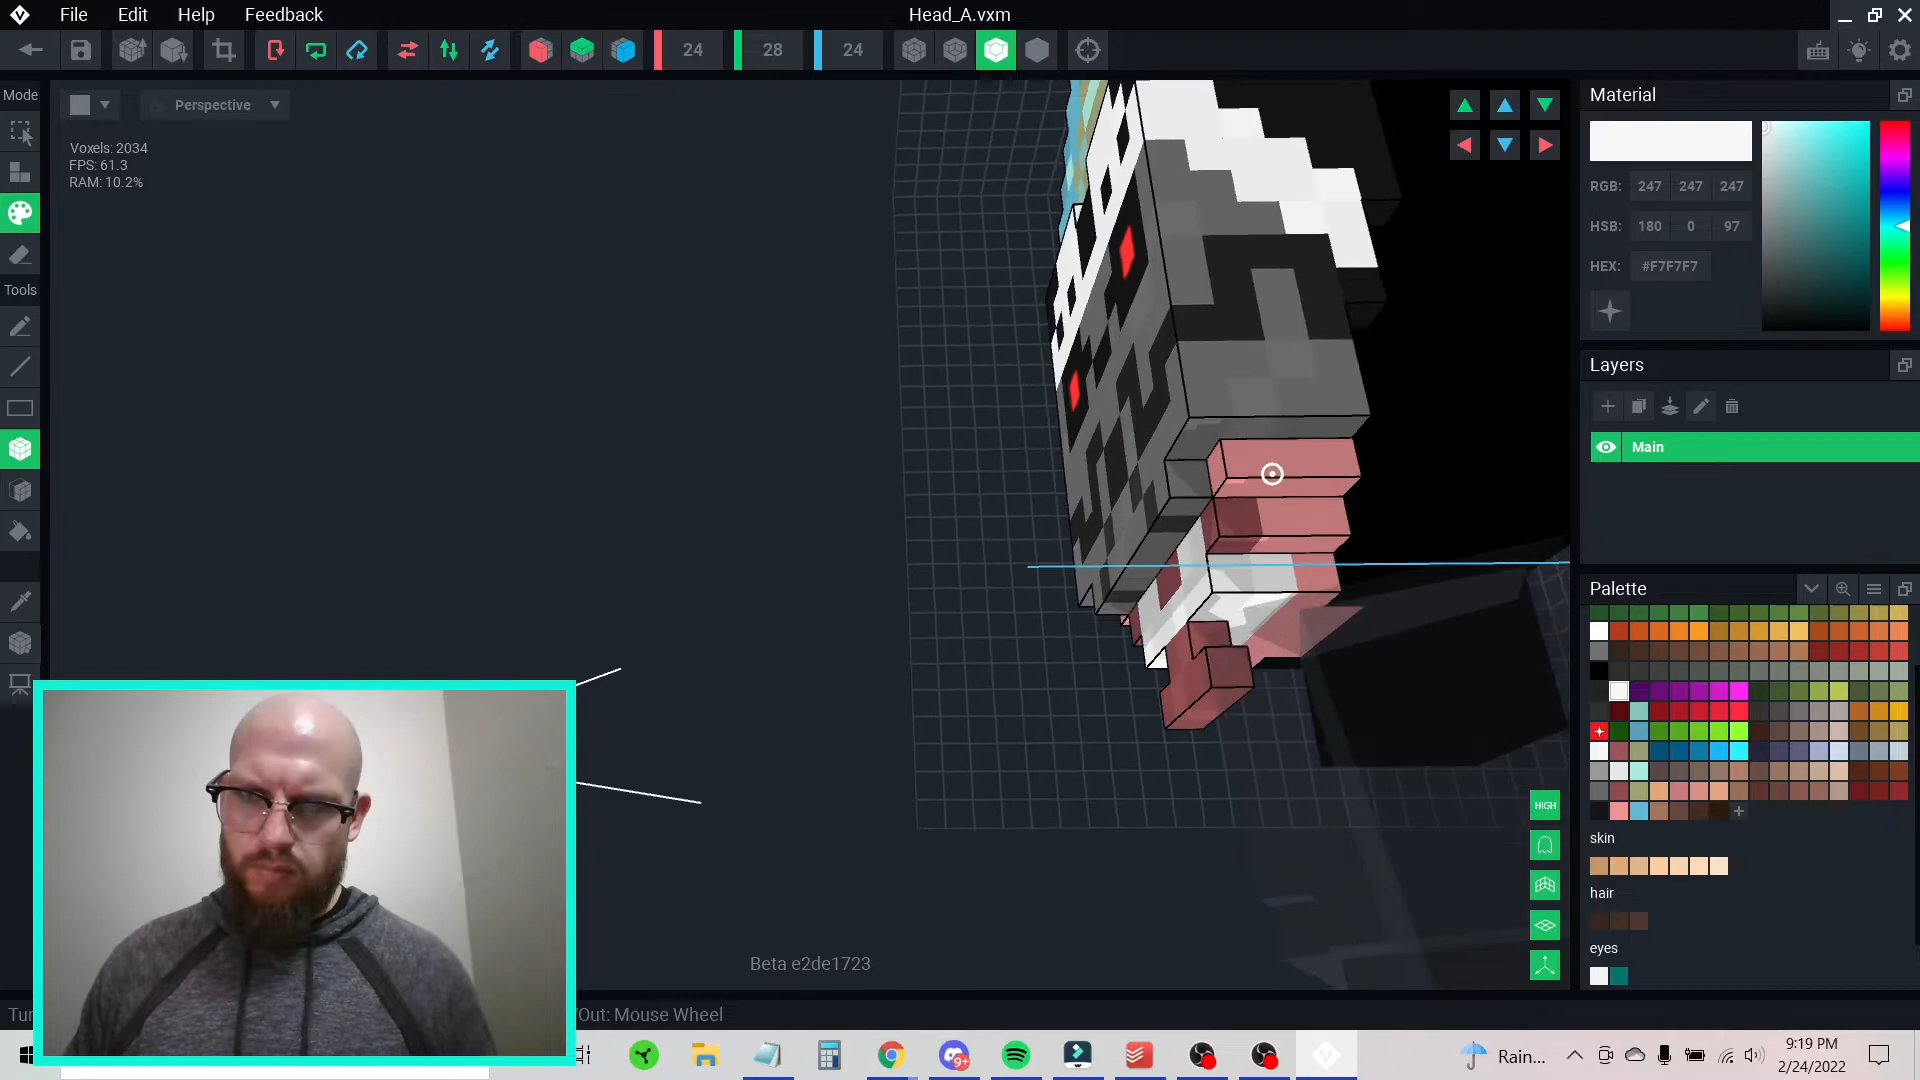 File Edit Help Feedback Head_A.vxm
24 28 24
Mode
Perspective
Voxels: 2034
FPS: 61.3
RAM: 10.2%
Tools
Material
RGB: 247 247 247
HSB: 180 0 97
HEX: #F7F7F7
Layers
Main
Palette
skin
hair
eyes
HIGH
Beta e2de1723
Tur
/Out: Mouse Wheel
9+
Rain...
9:19 PM
2/24/2022